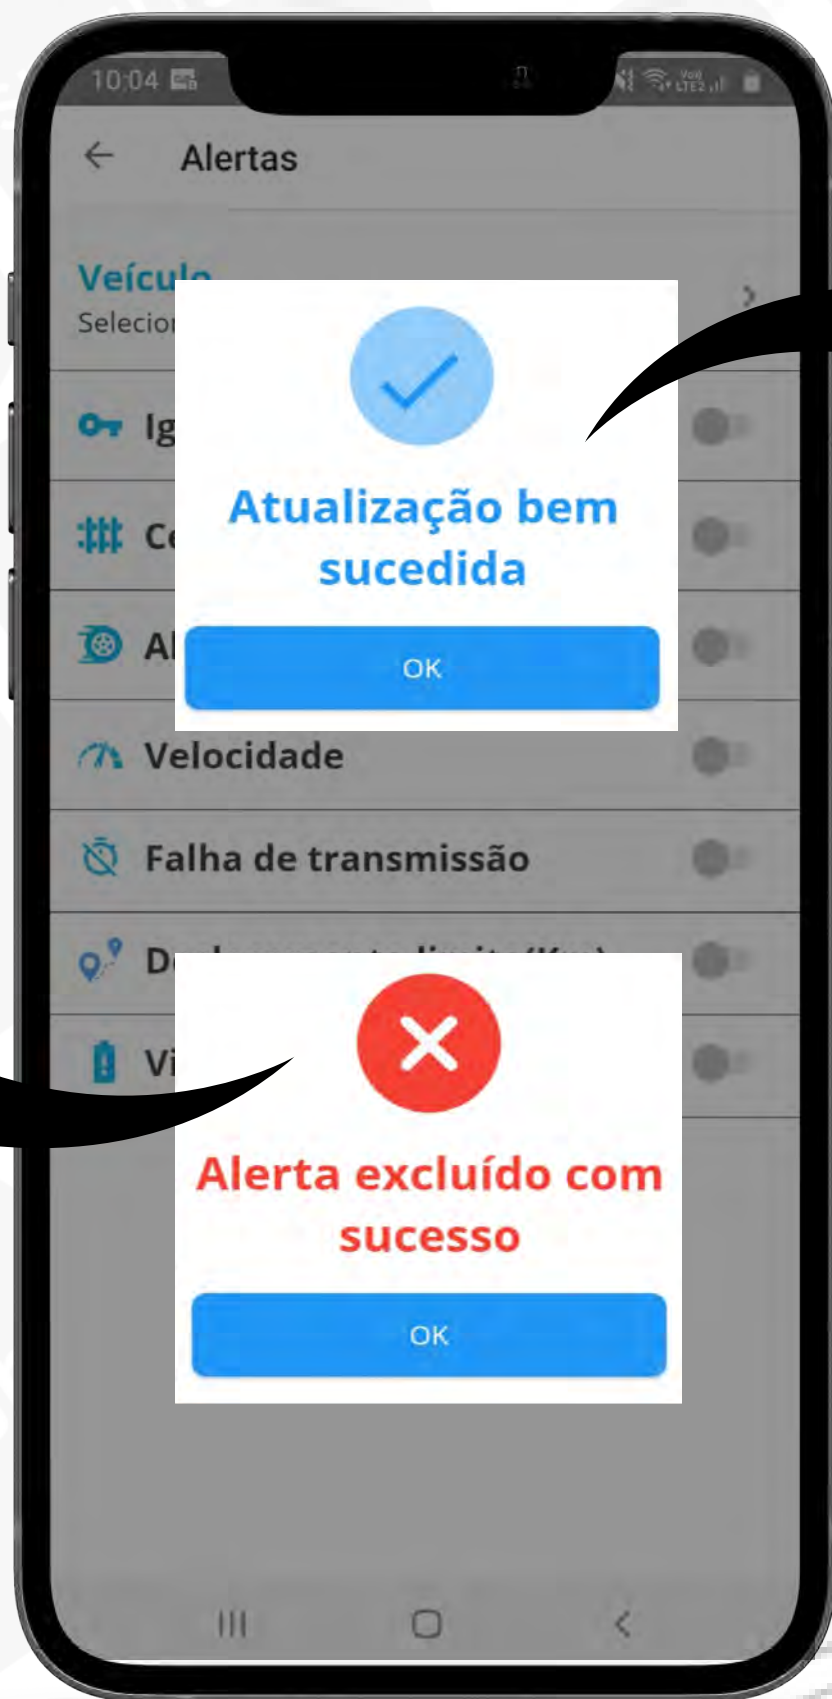 10:04
Alertas
Veículo
Atualização bem
sucedida
OK
Velocidade
Falha de transmissão
Alerta excluído com
sucesso
OK